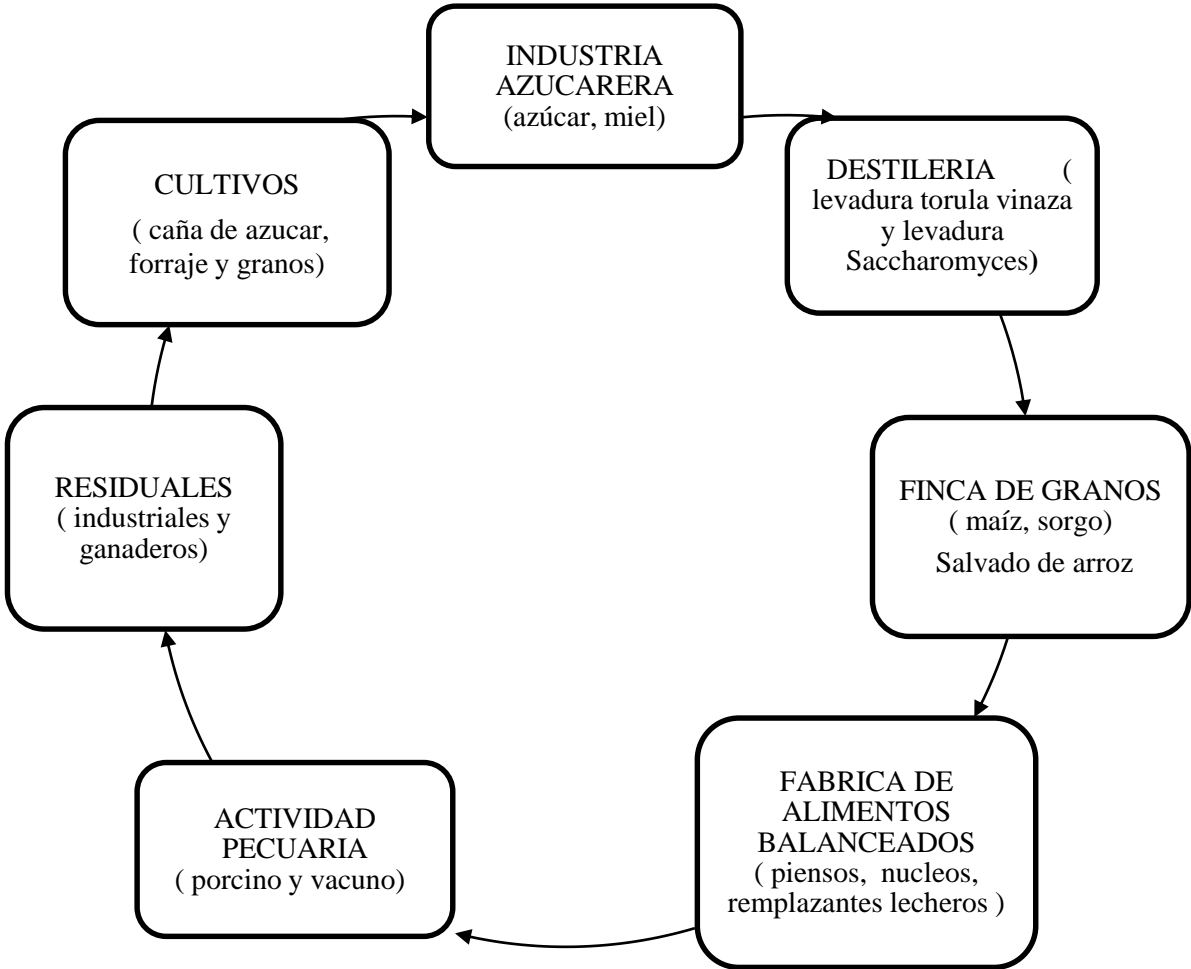 INDUSTRIA
AZUCARERA
(azúcar, miel)
DESTILERIA (
levadura torula vinaza
y levadura
Saccharomyces)
FINCA DE GRANOS
( maíz, sorgo)
Salvado de arroz
FABRICA DE
ALIMENTOS
BALANCEADOS
( piensos, nucleos,
remplazantes lecheros )
ACTIVIDAD
PECUARIA
( porcino y vacuno)
RESIDUALES
( industriales y
ganaderos)
CULTIVOS
( caña de azucar,
forraje y granos)